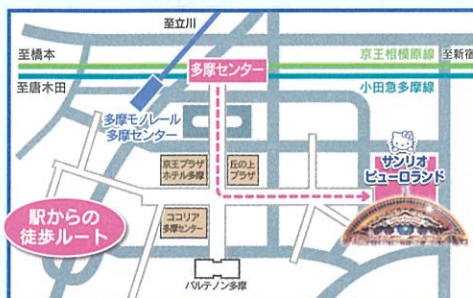 至立川
至橋本
京王相模原線
至新宿
多摩センター
至唐木田
小田急多摩線
多摩モノレール
多摩センター
サンリオ
ピューロランド
京王プラザ
ホテル多摩
丘の上
プラザ
駅からの
徒歩ルート
ココリア
多摩センター
パルテノン多摩